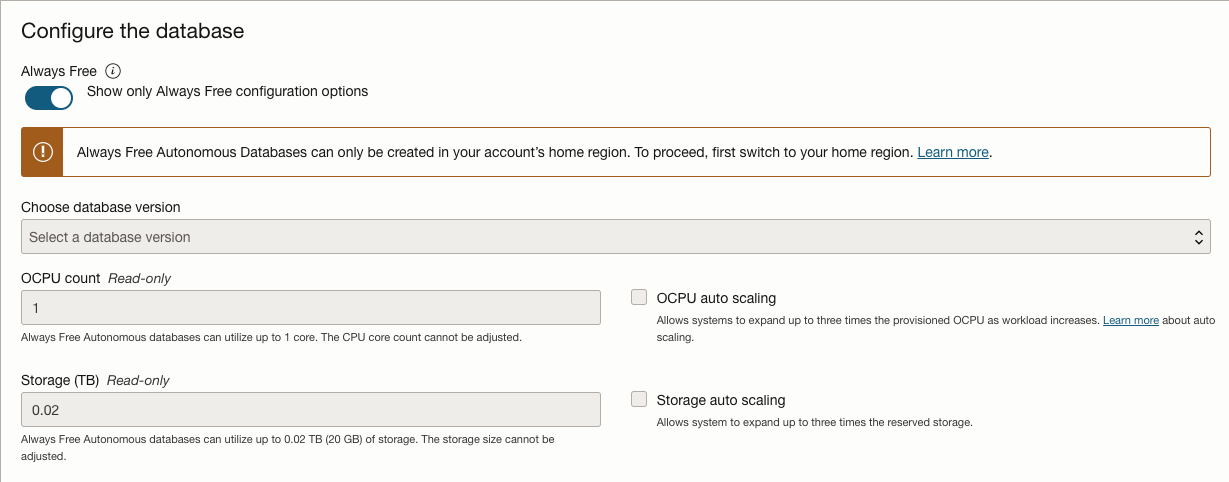 Configure the database
Always Free
Show only Always Free configuration options
Always Free Autonomous Databases can only be created in your account's home region. To proceed, first switch to your home region. Learn more.
Choose database version
Select a database version
OCPU count Read-only
1
Always Free Autonomous databases can utilize up to 1 core. The CPU core count cannot be adjusted.
OCPU auto scaling
Allows systems to expand up to three times the provisioned OCPU as workload increases. Learn more about auto
scaling.
Storage (TB) Read-only
0.02
Always Free Autonomous databases can utilize up to 0.02 TB (20 GB) of storage. The storage size cannot be
adjusted.
Storage auto scaling
Allows system to expand up to three times the reserved storage.